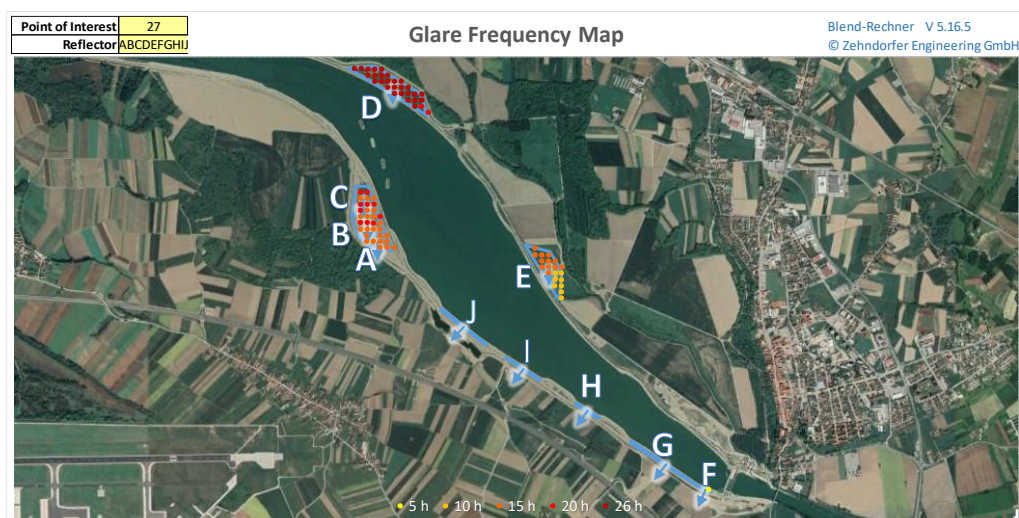 Point of Interest 27
Reflector ABCDEFGHIJ
Glare Frequency Map
Blend-Rechner V 5.16.5
© Zehndorfer Engineering GmbH
D
C
B
A
E
J
I
H
G
F
5 h 10 h 15 h 20 h 26 h